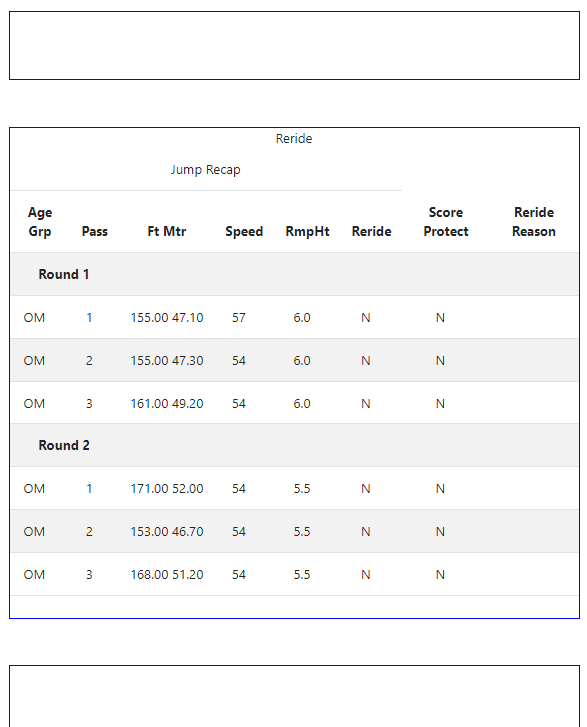 Reride
Jump Recap
Age Grp Pass Ft Mtr Speed RmpHt Reride Score Protect Reride Reason
Round 1
OM 1 155.00 47.10 57 6.0 N N
OM 2 155.00 47.30 54 6.0 N N
OM 3 161.00 49.20 54 6.0 N N
Round 2
OM 1 171.00 52.00 54 5.5 N N
OM 2 153.00 46.70 54 5.5 N N
OM 3 168.00 51.20 54 5.5 N N